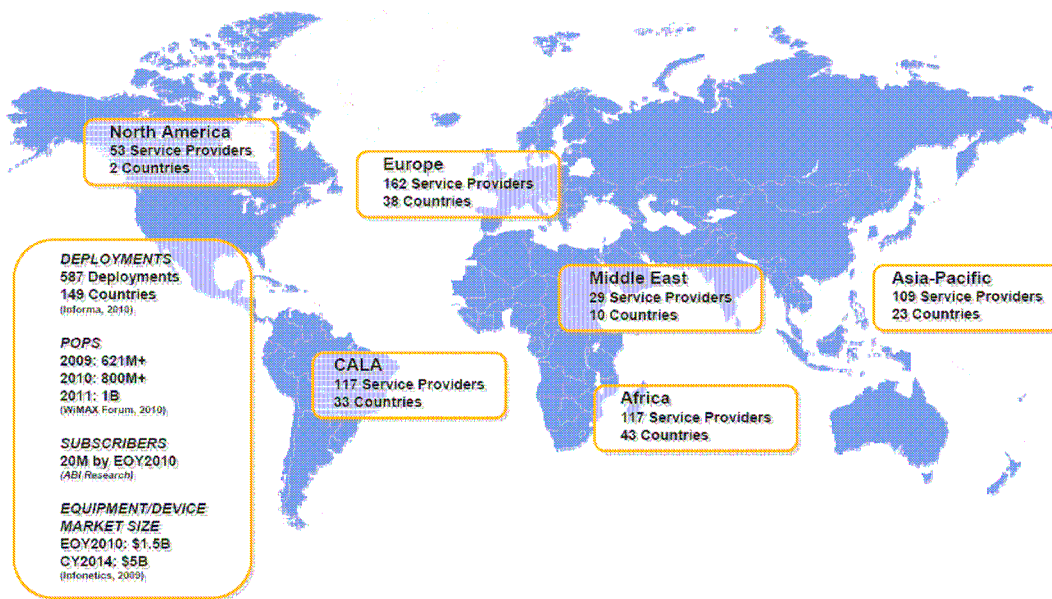 North America
53 Service Providers
2 Countries
Europe
162 Service Providers
38 Countries
DEPLOYMENTS
587 Deployments
149 Countries
(Informa, 2010)
POPS
2009: 621M+
2010: 800M+
2011: 1B
(WiMAX Forum, 2010)
SUBSCRIBERS
20M by EOY2010
(ABI Research)
EQUIPMENT/DEVICE
MARKET SIZE
EOY2010: $1.5B
CY2014: $5B
(Infonetics, 2009)
Middle East
29 Service Providers
10 Countries
Asia-Pacific
109 Service Providers
23 Countries
CALA
117 Service Providers
33 Countries
Africa
117 Service Providers
43 Countries